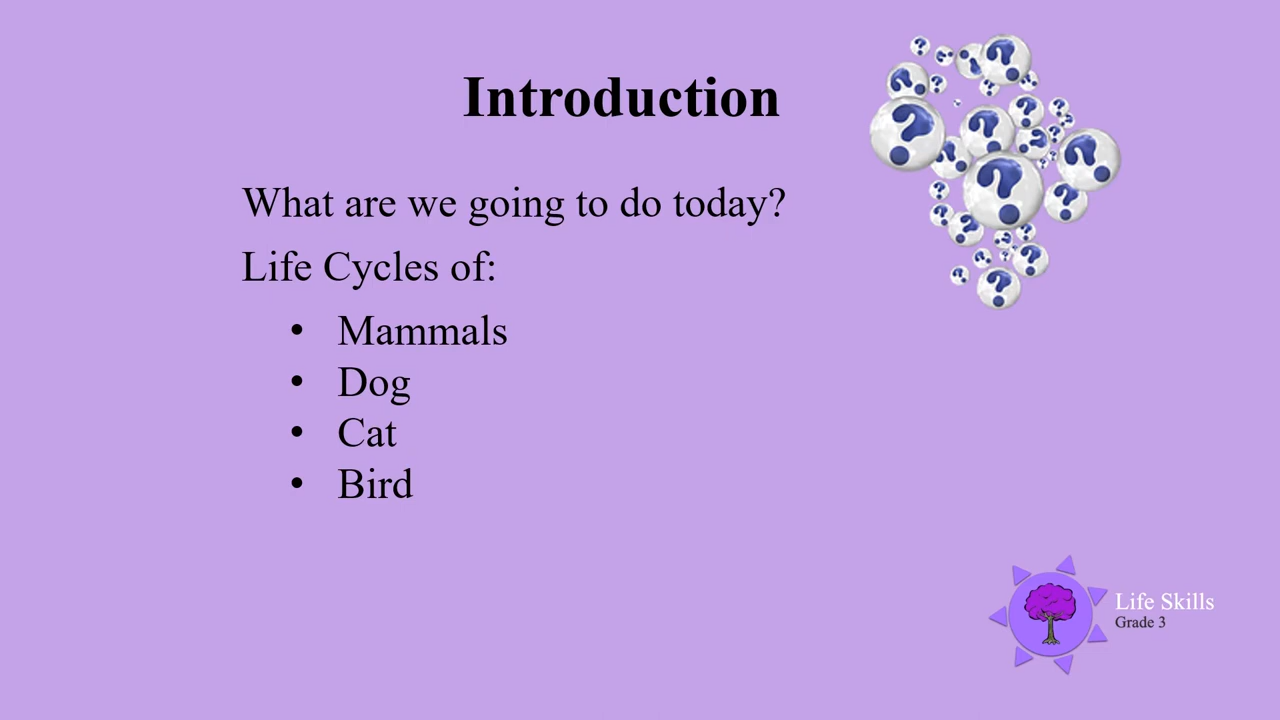 Introduction
What are we going to do today?
Life Cycles of:
• Mammals
• Dog
• Cat
• Bird
Life Skills
Grade 3